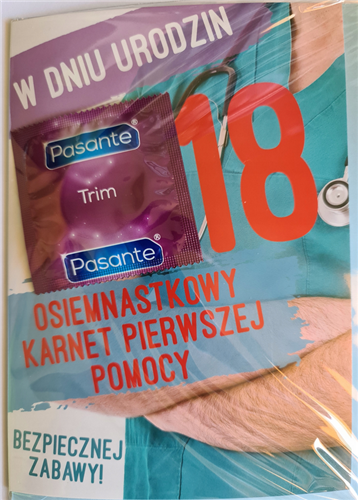 W DNIU URODZIN
18
Pasante®
Trim
Pasante®
OSIEMNASTKOWY
KARNET PIERWSZEJ
POMOCY
BEZPIECZNEJ
ZABAWY!